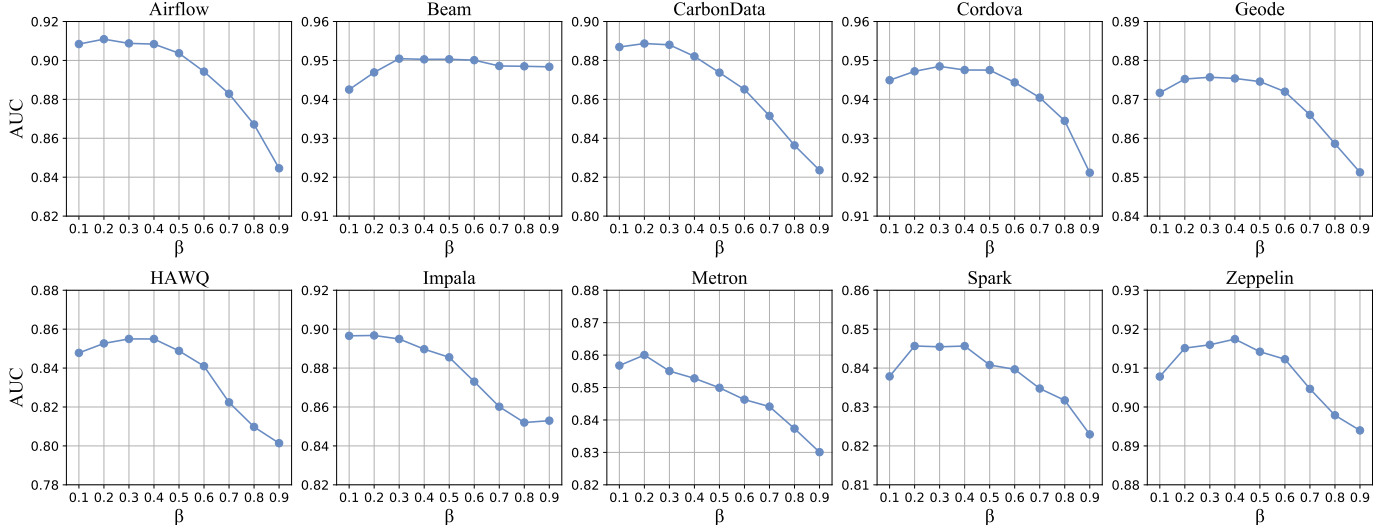 Airflow Beam CarbonData Cordova Geode
0.92 0.96 0.90 0.96 0.89
0.90 0.95 0.88 0.95 0.88
0.88 0.94 0.86 0.94 0.87
0.86 0.93 0.84 0.93 0.86
0.84 0.92 0.82 0.92 0.85
0.82 0.91 0.80 0.91 0.84
AUC
0.1 0.2 0.3 0.4 0.5 0.6 0.7 0.8 0.9 0.1 0.2 0.3 0.4 0.5 0.6 0.7 0.8 0.9 0.1 0.2 0.3 0.4 0.5 0.6 0.7 0.8 0.9 0.1 0.2 0.3 0.4 0.5 0.6 0.7 0.8 0.9 0.1 0.2 0.3 0.4 0.5 0.6 0.7 0.8 0.9
β β β β β
HAWQ Impala Metron Spark Zeppelin
0.88 0.92 0.88 0.86 0.93
0.87
0.86 0.90 0.85 0.92
0.86
0.84 0.88 0.84 0.91
0.85
0.82 0.86 0.83 0.90
0.84
0.80 0.84 0.82 0.89
0.83
0.78 0.82 0.82 0.81 0.88
AUC
0.1 0.2 0.3 0.4 0.5 0.6 0.7 0.8 0.9 0.1 0.2 0.3 0.4 0.5 0.6 0.7 0.8 0.9 0.1 0.2 0.3 0.4 0.5 0.6 0.7 0.8 0.9 0.1 0.2 0.3 0.4 0.5 0.6 0.7 0.8 0.9 0.1 0.2 0.3 0.4 0.5 0.6 0.7 0.8 0.9
β β β β β